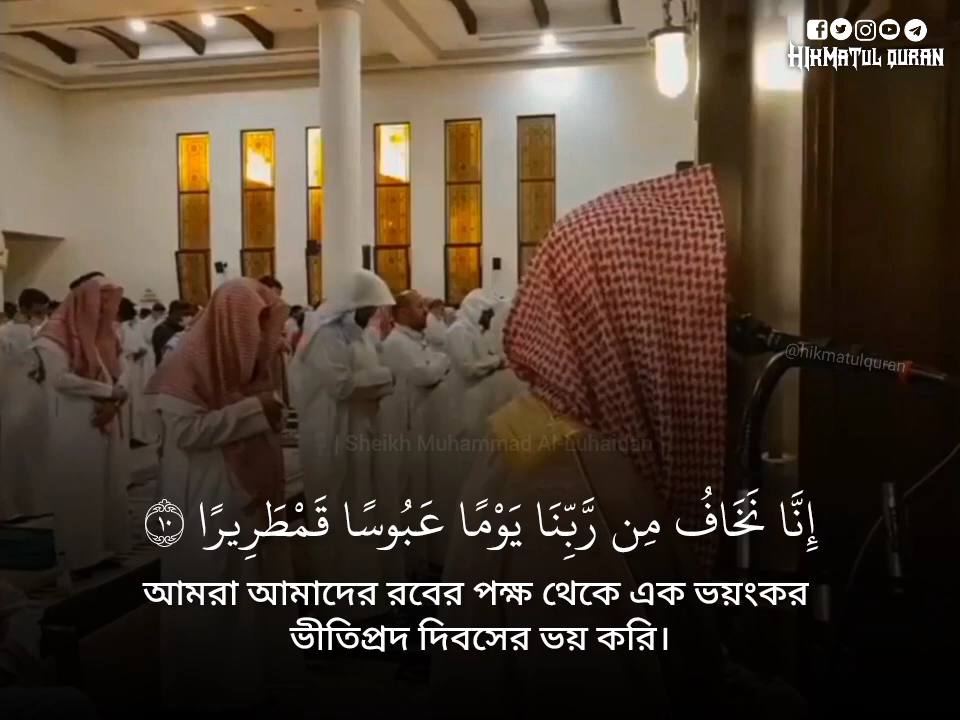 HIKMATUL QURAN
@hikmatulquran
| Sheikh Muhammad Al-Luhaidan
إِنَّا نَخَافُ مِن رَّبِّنَا يَوْمًا عَبُوسًا قَمْطَرِيرًا ١٠
আমরা আমাদের রবের পক্ষ থেকে এক ভয়ংকর
ভীতিপ্রদ দিবসের ভয় করি।